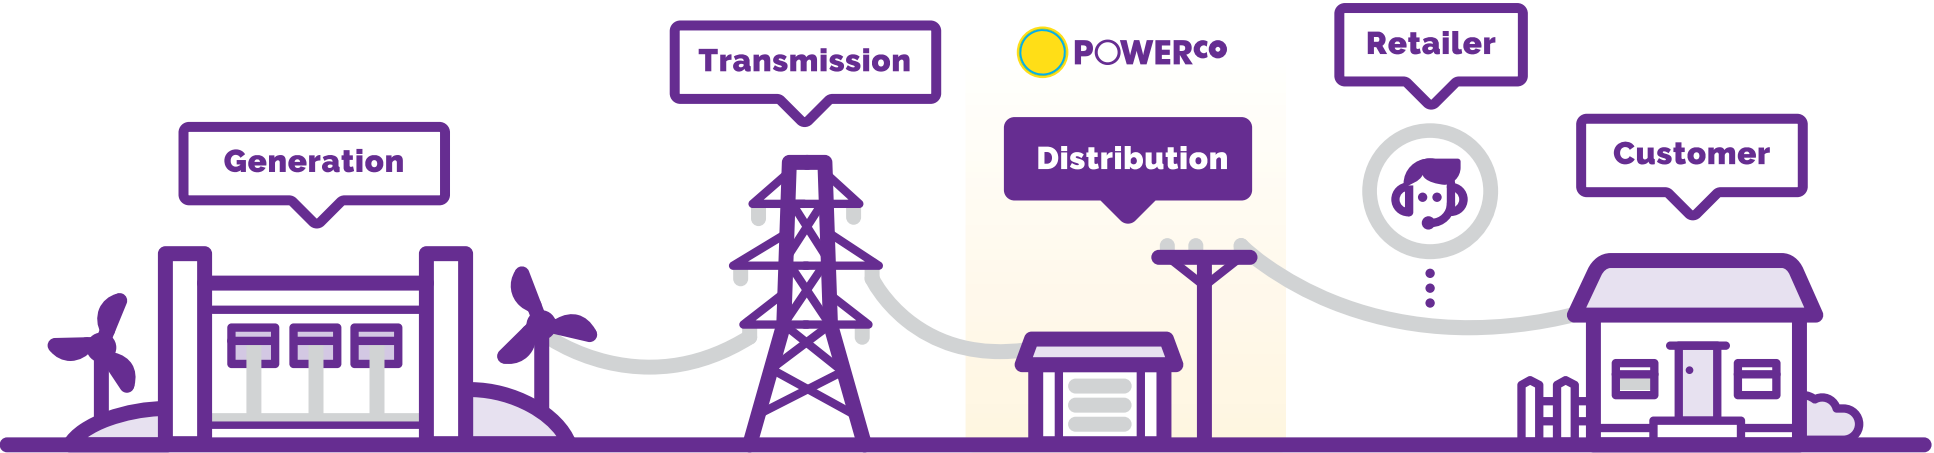 Generation
Transmission
POWERCO
Distribution
Retailer
Customer